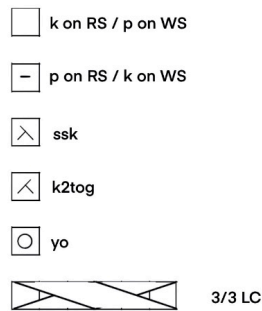 k on RS / p on WS
p on RS / k on WS
ssk
k2tog
yo
3/3 LC